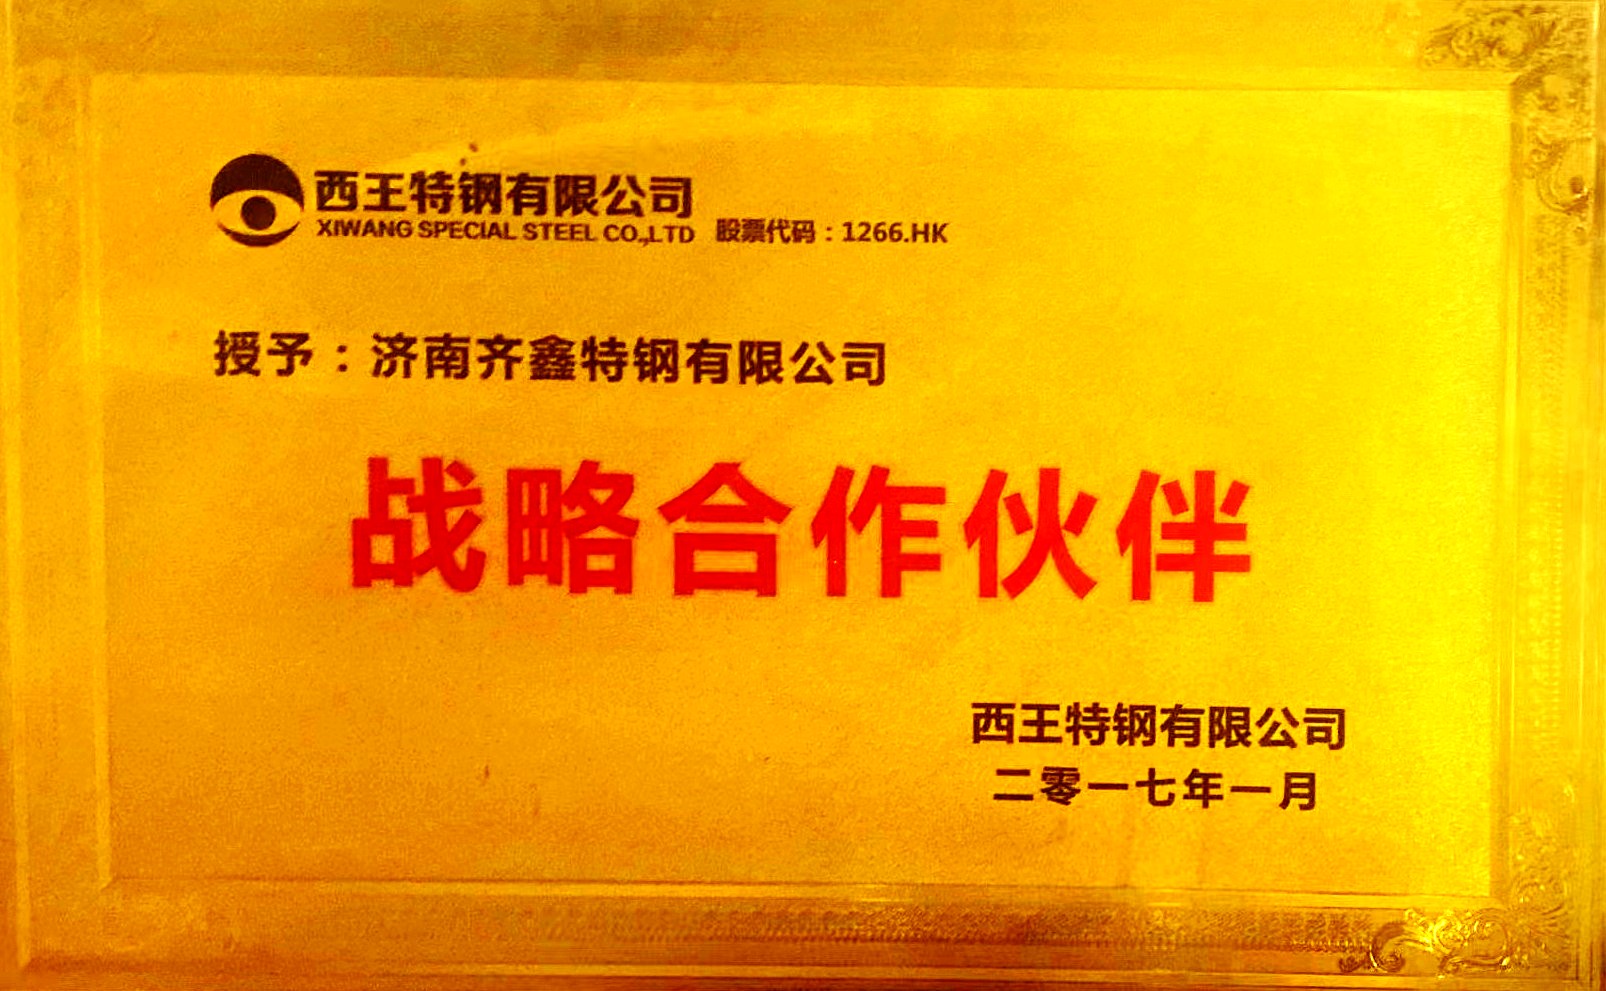 西王特钢有限公司
XIWANG SPECIAL STEEL CO.,LTD 股票代码：1266.HK
授予：济南齐鑫特钢有限公司
战略合作伙伴
西王特钢有限公司
二零一七年一月